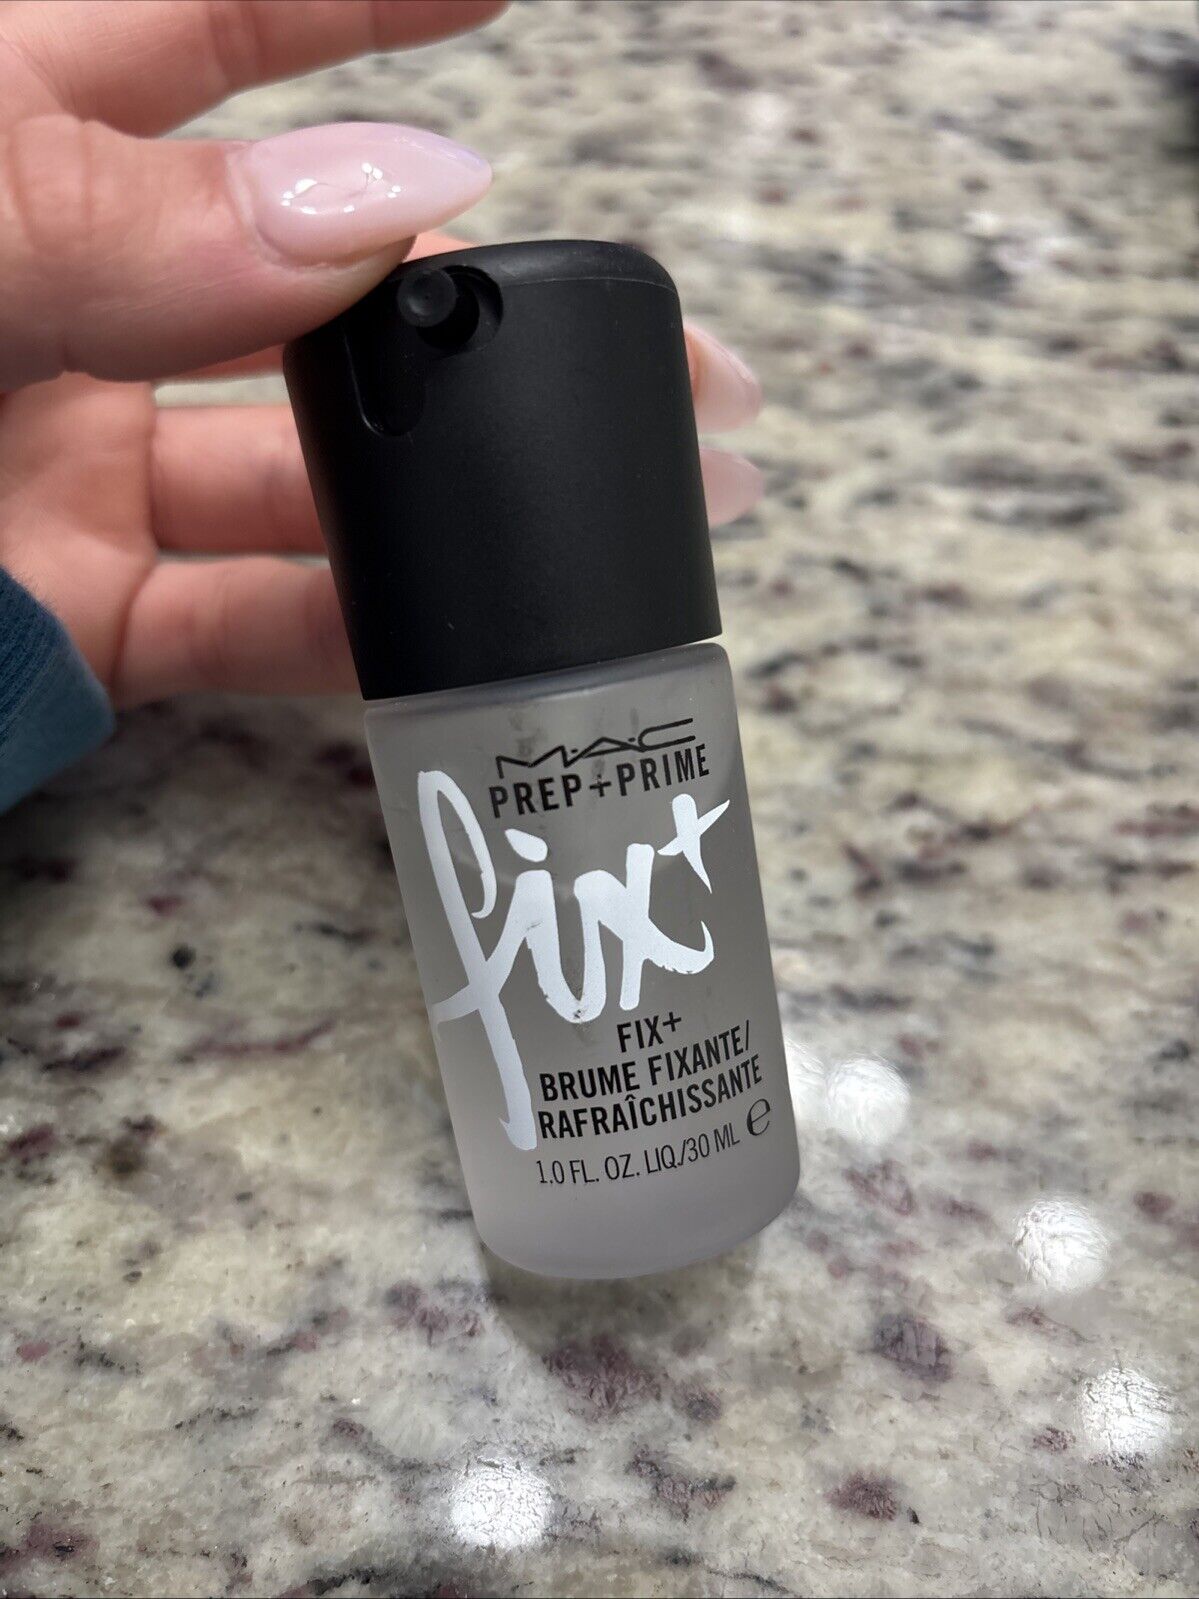 M·A·C
PREP+PRIME
fix+
FIX+
BRUME FIXANTE/
RAFRAÎCHISSANTE
1.0 FL. OZ. LIQ./30 ML ℮